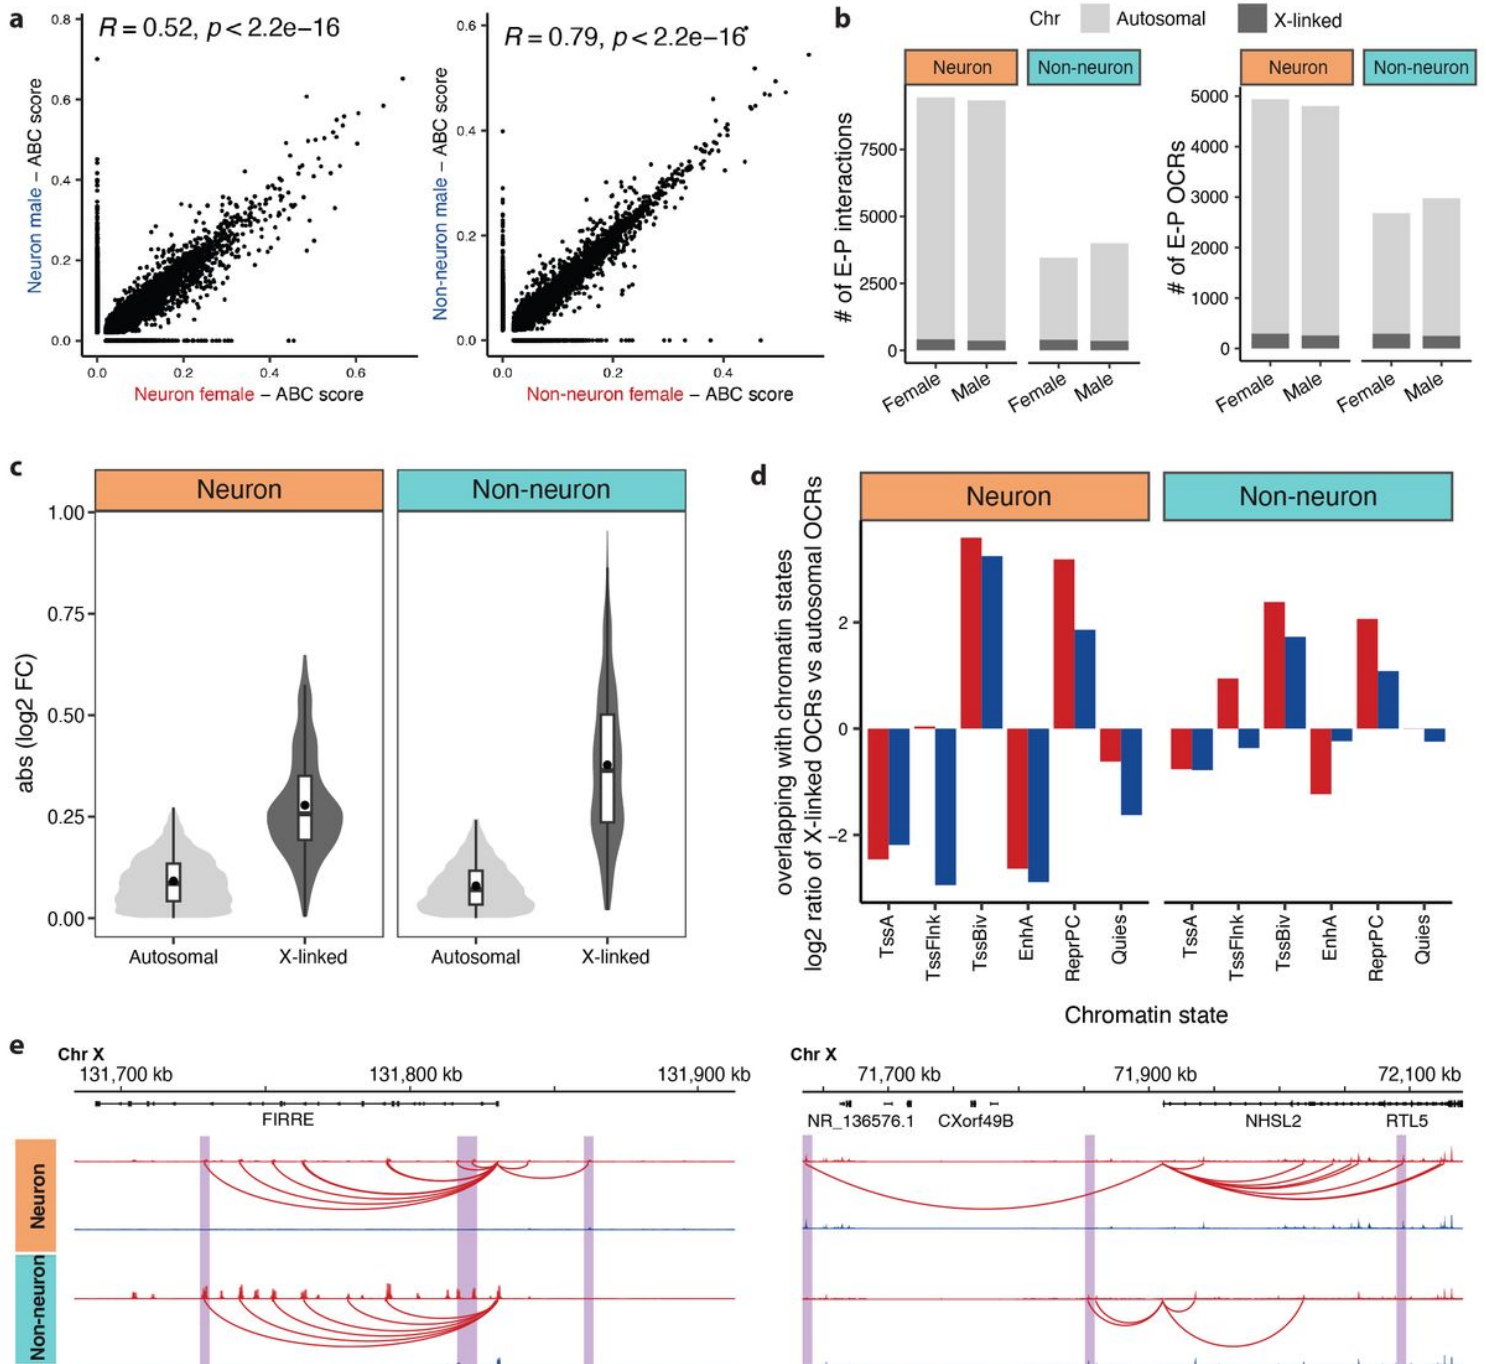 a
R = 0.52, p < 2.2e−16
Neuron male − ABC score
0.8
0.6
0.4
0.2
0.0
0.0 0.2 0.4 0.6
Neuron female − ABC score
R = 0.79, p < 2.2e−16
Non-neuron male − ABC score
0.6
0.4
0.2
0.0
0.0 0.2 0.4
Non-neuron female − ABC score
b
Chr Autosomal X-linked
Neuron Non-neuron
# of E-P interactions
7500
5000
2500
0
Female Male Female Male
Neuron Non-neuron
# of E-P OCRs
5000
4000
3000
2000
1000
0
Female Male Female Male
c
Neuron Non-neuron
abs (log2 FC)
1.00
0.75
0.50
0.25
0.00
Autosomal X-linked Autosomal X-linked
d
Neuron Non-neuron
overlapping with chromatin states
log2 ratio of X-linked OCRs vs autosomal OCRs
2
0
−2
TssA TssFlnk TssBiv EnhA ReprPC Quies TssA TssFlnk TssBiv EnhA ReprPC Quies
Chromatin state
e
Chr X
131,700 kb 131,800 kb 131,900 kb
FIRRE
Chr X
71,700 kb 71,900 kb 72,100 kb
NR_136576.1 CXorf49B NHSL2 RTL5
Neuron
Non-neuron